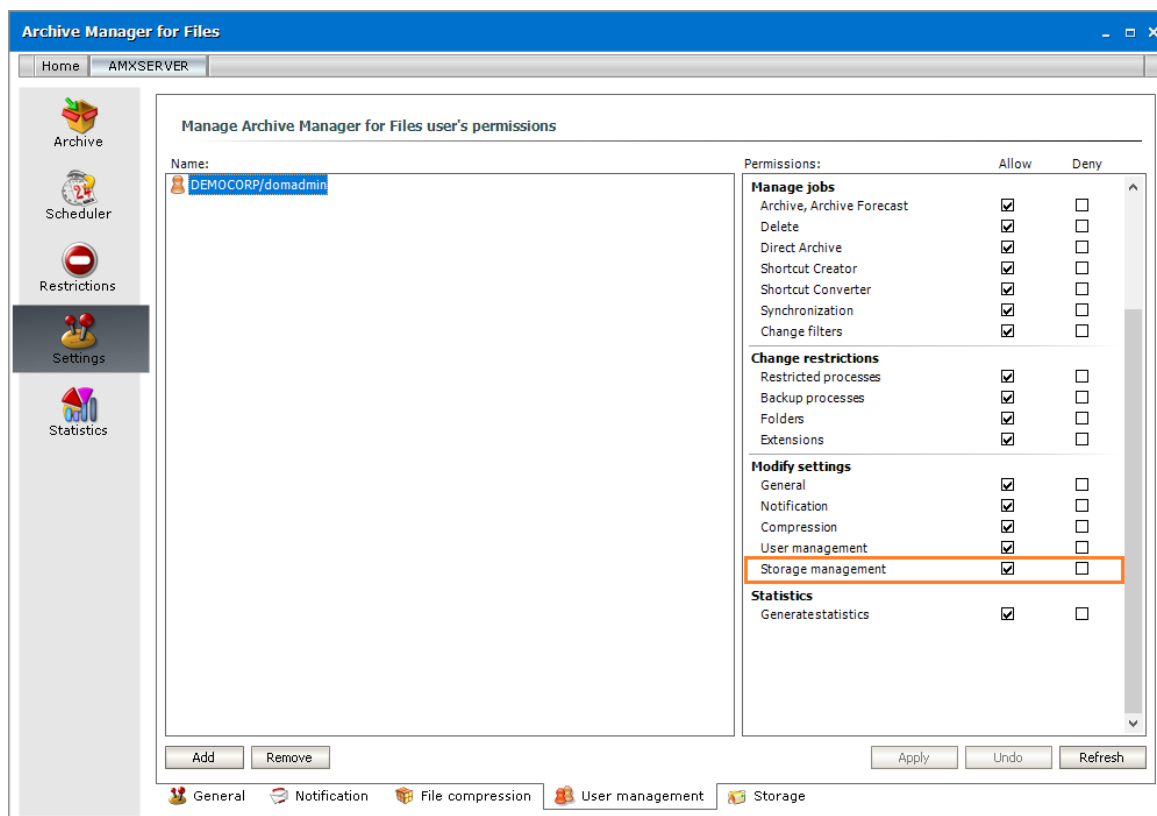 Archive Manager for Files
Home AMXSERVER
Archive
Scheduler
Restrictions
Settings
Statistics
Manage Archive Manager for Files user's permissions
Name:
DEMOCORP/domadmin
Permissions: Allow Deny
Manage jobs
Archive, Archive Forecast
Delete
Direct Archive
Shortcut Creator
Shortcut Converter
Synchronization
Change filters
Change restrictions
Restricted processes
Backup processes
Folders
Extensions
Modify settings
General
Notification
Compression
User management
Storage management
Statistics
Generate statistics
Add Remove Apply Undo Refresh
General Notification File compression User management Storage